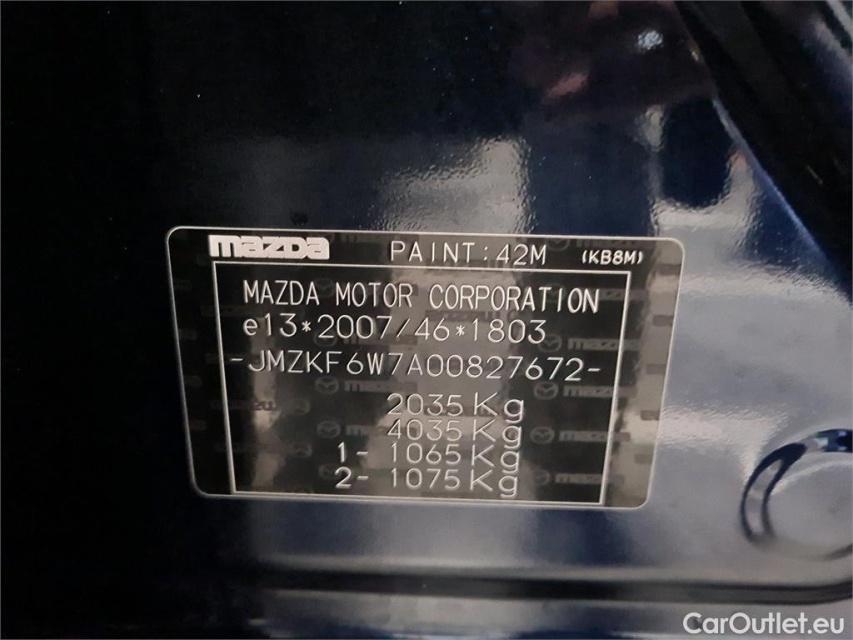 mazda PAINT:42M (KB8M)
MAZDA MOTOR CORPORATION
e13*2007/46*1803
-JMZKF6W7A00827672-
2035 Kg
4035 Kg
1- 1065 Kg
2- 1075 Kg
CarOutlet.eu